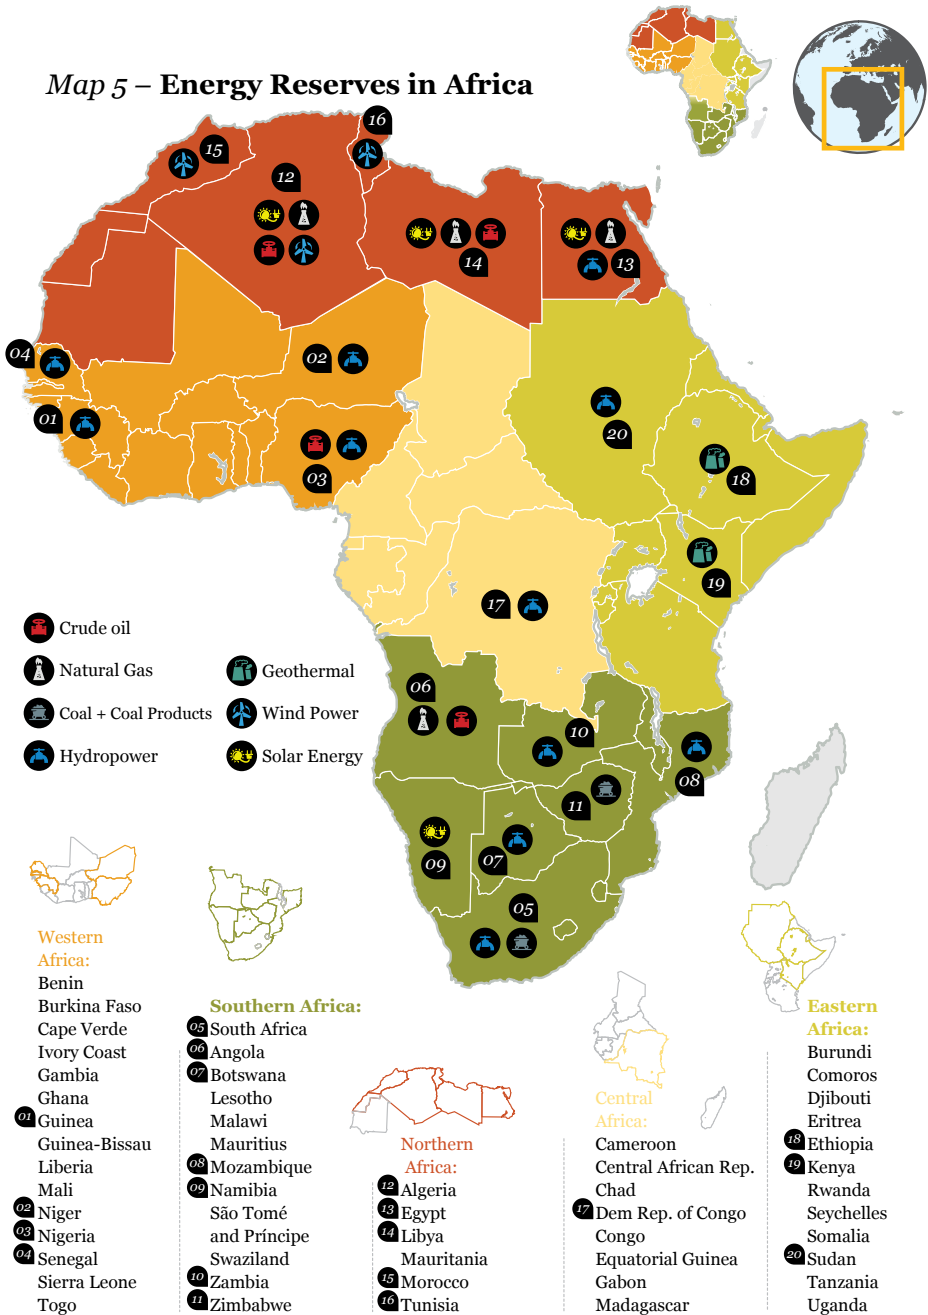 Map 5 – Energy Reserves in Africa
16
15
12
14
13
04
02
01
20
03
18
19
17
Crude oil
Natural Gas
Coal + Coal Products
Hydropower
Geothermal
Wind Power
Solar Energy
06
10
08
11
09
07
05
Western
Africa:
Benin
Burkina Faso
Cape Verde
Ivory Coast
Gambia
Ghana
01 Guinea
Guinea-Bissau
Liberia
Mali
02 Niger
03 Nigeria
04 Senegal
Sierra Leone
Togo
Southern Africa:
05 South Africa
06 Angola
07 Botswana
Lesotho
Malawi
Mauritius
08 Mozambique
09 Namibia
São Tomé
and Príncipe
Swaziland
10 Zambia
11 Zimbabwe
Northern
Africa:
12 Algeria
13 Egypt
14 Libya
Mauritania
15 Morocco
16 Tunisia
Central
Africa:
Cameroon
Central African Rep.
Chad
17 Dem Rep. of Congo
Congo
Equatorial Guinea
Gabon
Madagascar
Eastern
Africa:
Burundi
Comoros
Djibouti
Eritrea
18 Ethiopia
19 Kenya
Rwanda
Seychelles
Somalia
20 Sudan
Tanzania
Uganda